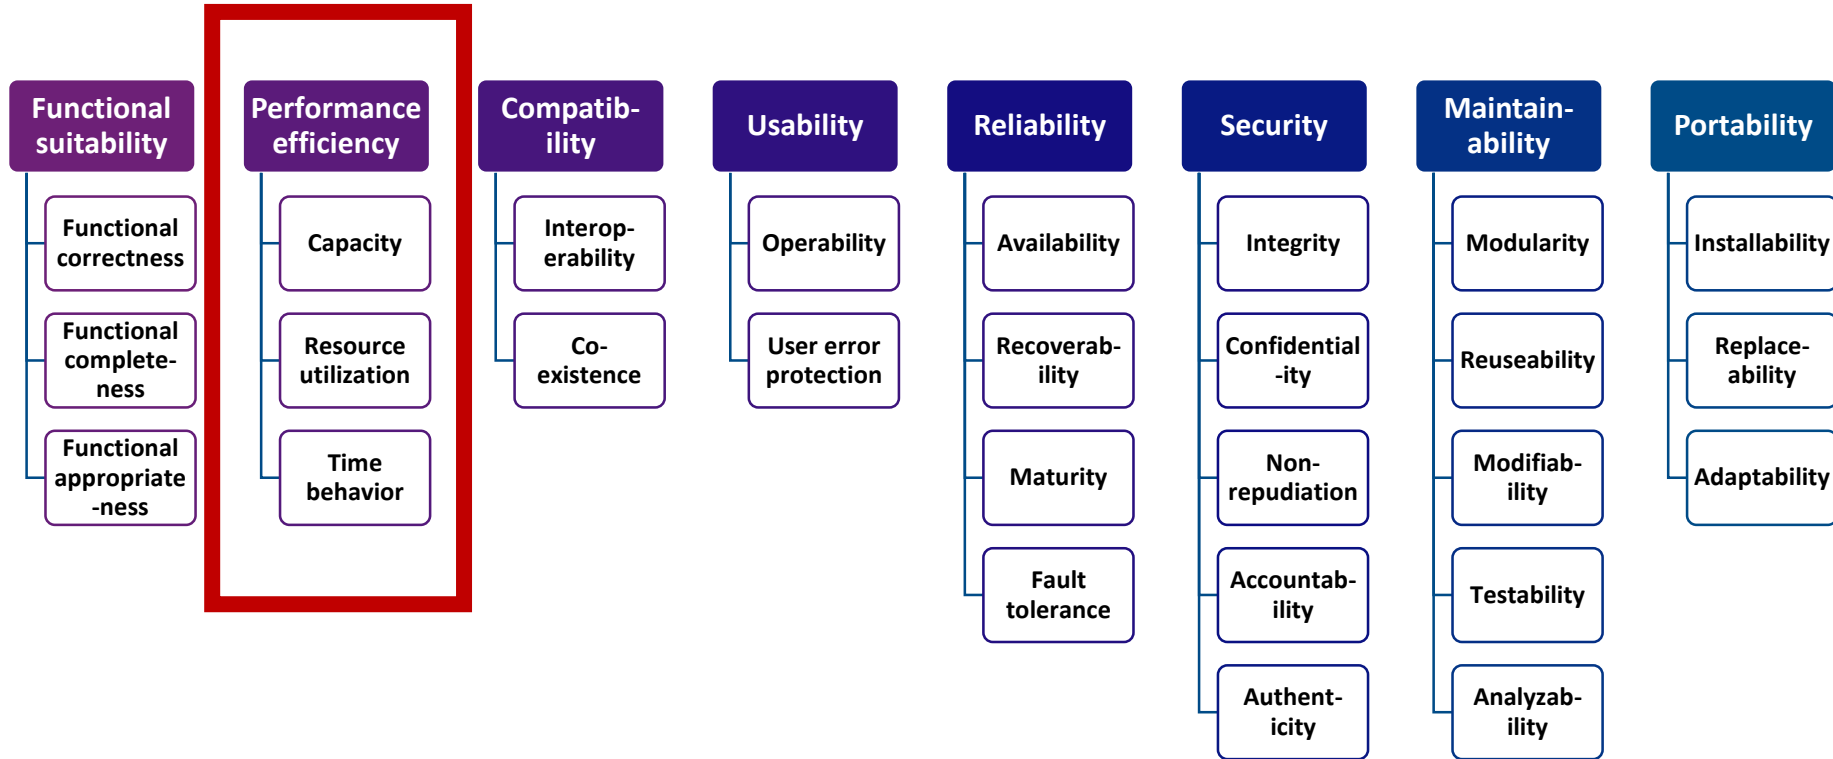 Functional
suitability
Functional
correctness
Functional
complete-
ness
Functional
appropriate
-ness
Performance
efficiency
Capacity
Resource
utilization
Time
behavior
Compatib-
ility
Interop-
erability
Co-
existence
Usability
Operability
User error
protection
Reliability
Availability
Recoverab-
ility
Maturity
Fault
tolerance
Security
Integrity
Confidential
-ity
Non-
repudiation
Accountab-
ility
Authent-
icity
Maintain-
ability
Modularity
Reuseability
Modifiab-
ility
Testability
Analyzab-
ility
Portability
Installability
Replace-
ability
Adaptability